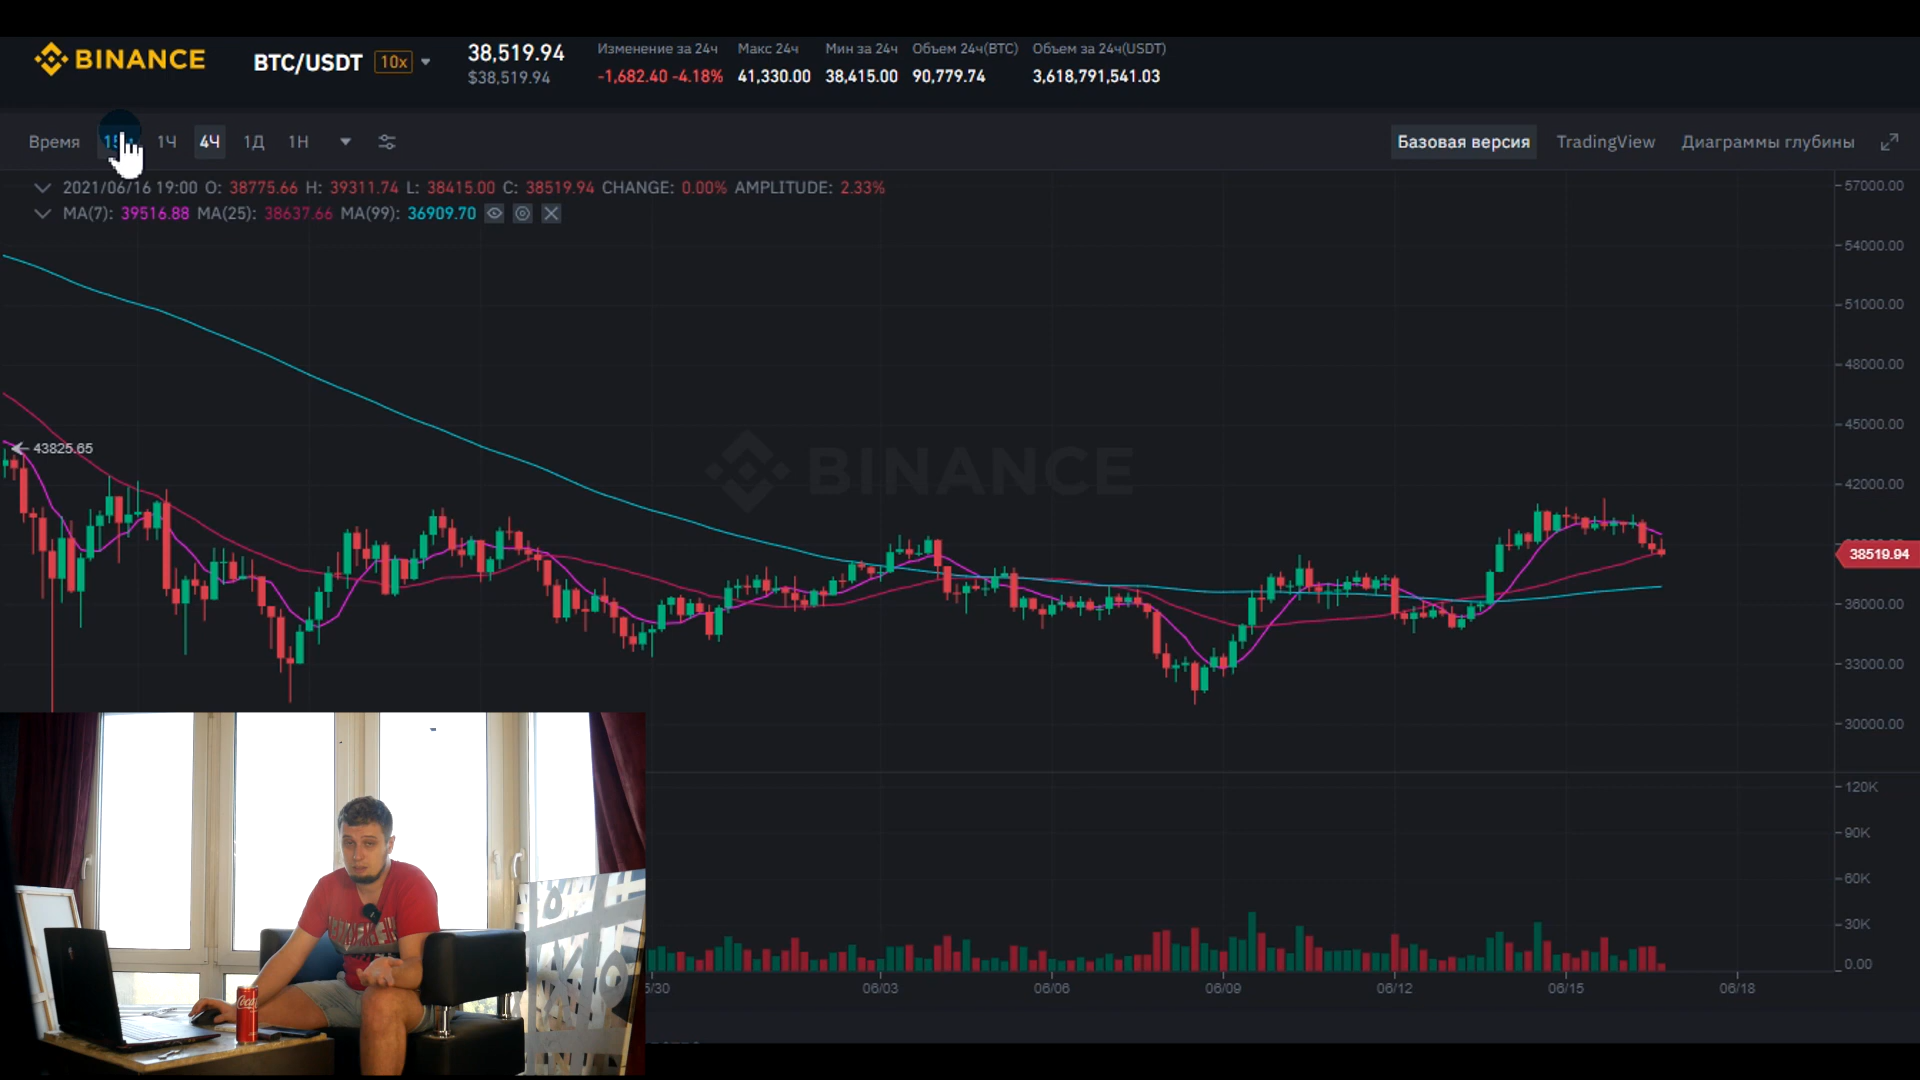 BINANCE
BTC/USDT 10x
38,519.94
$38,519.94
Изменение за 24ч
-1,682.40 -4.18%
Макс 24ч
41,330.00
Мин за 24ч
38,415.00
Объем 24ч(BTC)
90,779.74
Объем за 24ч(USDT)
3,618,791,541.03
Время 1Ч 4Ч 1Д 1Н
Базовая версия TradingView Диаграммы глубины
2021/06/16 19:00 O: 38775.66 H: 39311.74 L: 38415.00 C: 38519.94 CHANGE: 0.00% AMPLITUDE: 2.33%
MA(7): 39516.88 MA(25): 38637.66 MA(99): 36909.70
57000.00
54000.00
51000.00
48000.00
45000.00
43825.65
BINANCE
42000.00
38519.94
36000.00
33000.00
30000.00
120K
90K
60K
30K
0.00
5/30 06/03 06/06 06/09 06/12 06/15 06/18